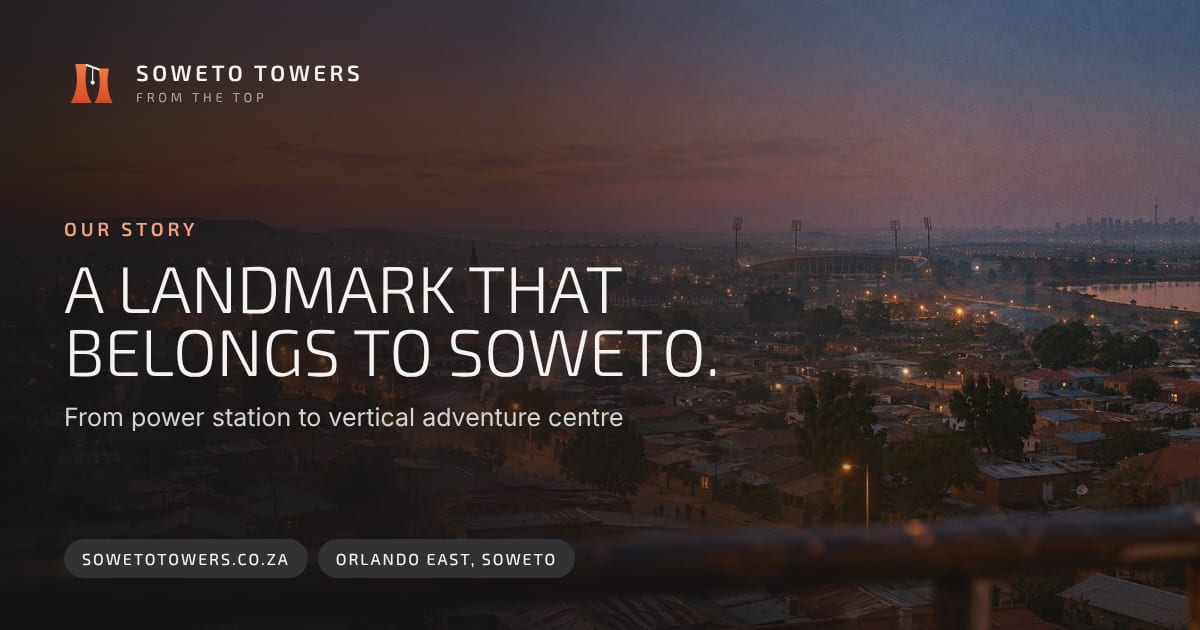 SOWETO TOWERS
FROM THE TOP
OUR STORY
A LANDMARK THAT
BELONGS TO SOWETO.
From power station to vertical adventure centre
SOWETOTOWERS.CO.ZA
ORLANDO EAST, SOWETO